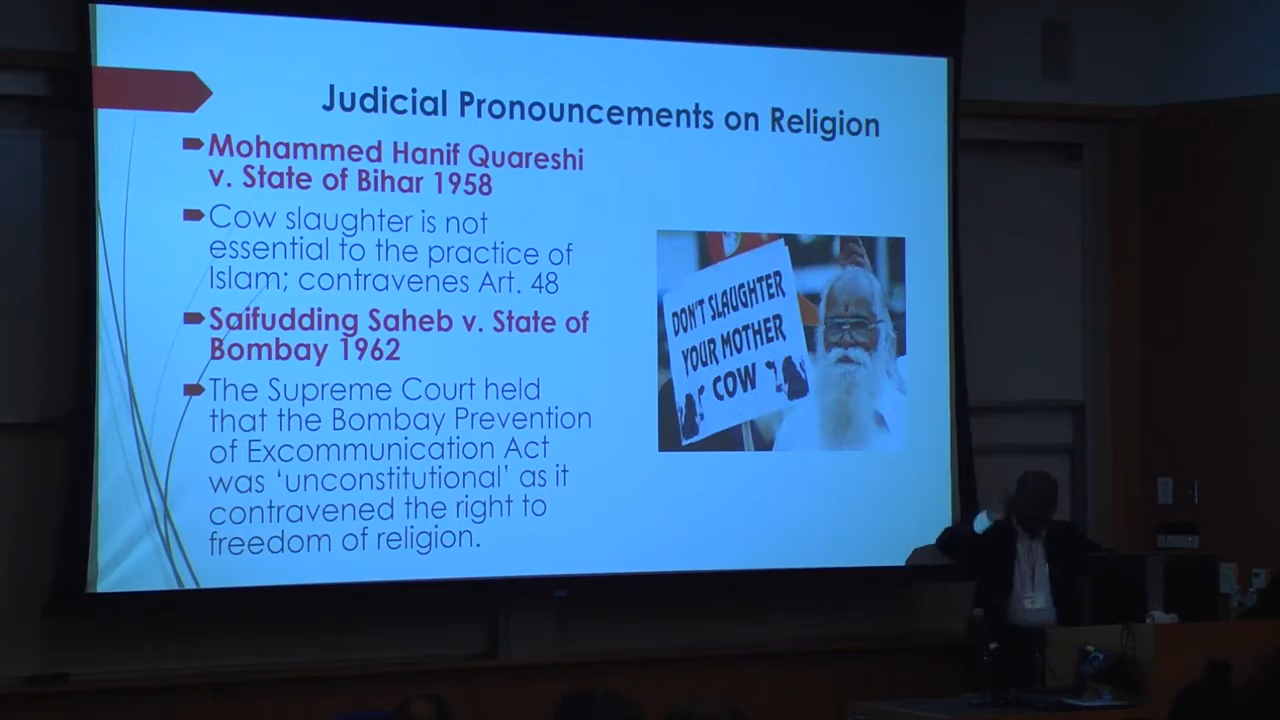 Judicial Pronouncements on Religion
Mohammed Hanif Quareshi
v. State of Bihar 1958
Cow slaughter is not
essential to the practice of
Islam; contravenes Art. 48
Saifudding Saheb v. State of
Bombay 1962
The Supreme Court held
that the Bombay Prevention
of Excommunication Act
was ‘unconstitutional’ as it
contravened the right to
freedom of religion.
DON'T SLAUGHTER
YOUR MOTHER
COW